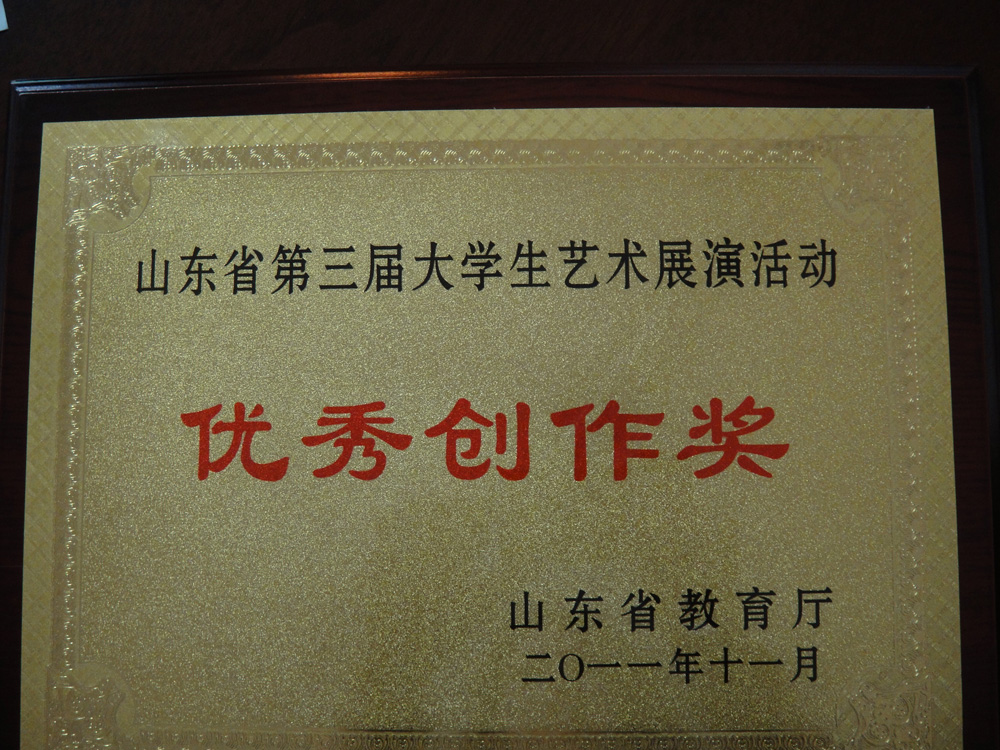 山东省第三届大学生艺术展演活动
优秀创作奖
山东省教育厅
二〇一一年十一月